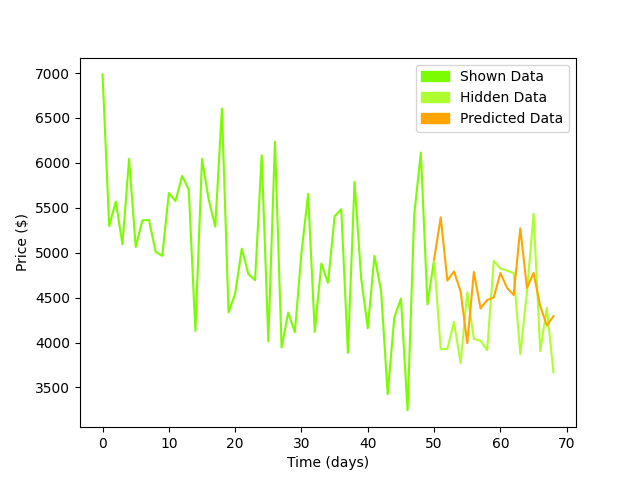 Shown Data
Hidden Data
Predicted Data
7000
6500
6000
5500
5000
4500
4000
3500
Price ($)
0 10 20 30 40 50 60 70
Time (days)